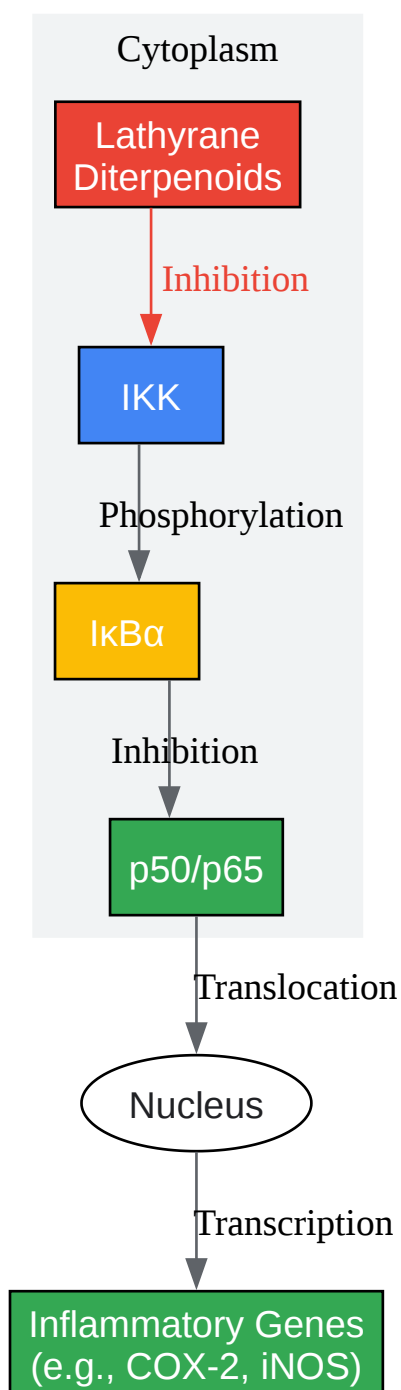 Cytoplasm
Lathyrane
Diterpenoids
Inhibition
IKK
Phosphorylation
IκBα
Inhibition
p50/p65
Translocation
Nucleus
Transcription
Inflammatory Genes
(e.g., COX-2, iNOS)